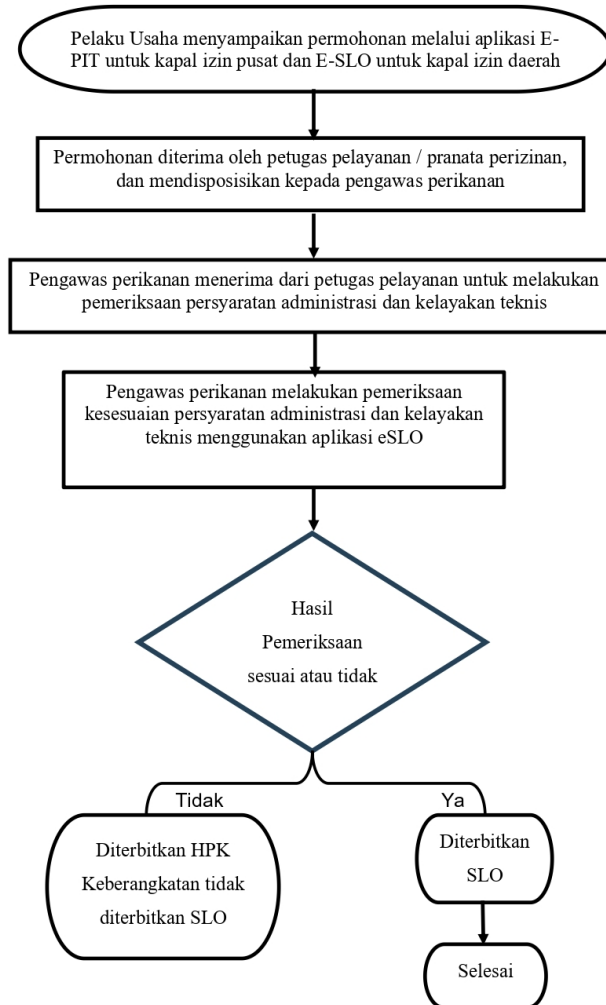 Pelaku Usaha menyampaikan permohonan melalui aplikasi E-
PIT untuk kapal izin pusat dan E-SLO untuk kapal izin daerah
Permohonan diterima oleh petugas pelayanan / pranata perizinan,
dan mendisposisikan kepada pengawas perikanan
Pengawas perikanan menerima dari petugas pelayanan untuk melakukan
pemeriksaan persyaratan administrasi dan kelayakan teknis
Pengawas perikanan melakukan pemeriksaan
kesesuaian persyaratan administrasi dan kelayakan
teknis menggunakan aplikasi eSLO
Hasil
Pemeriksaan
sesuai atau tidak
Tidak
Ya
Diterbitkan HPK
Keberangkatan tidak
diterbitkan SLO
Diterbitkan
SLO
Selesai